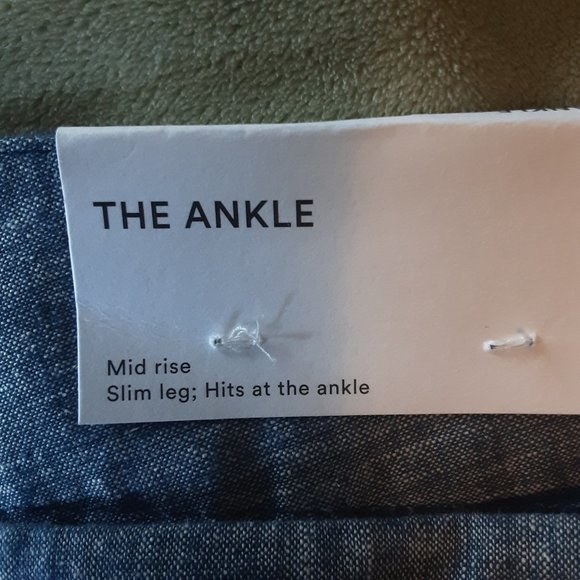 THE ANKLE
Mid rise
Slim leg; Hits at the ankle